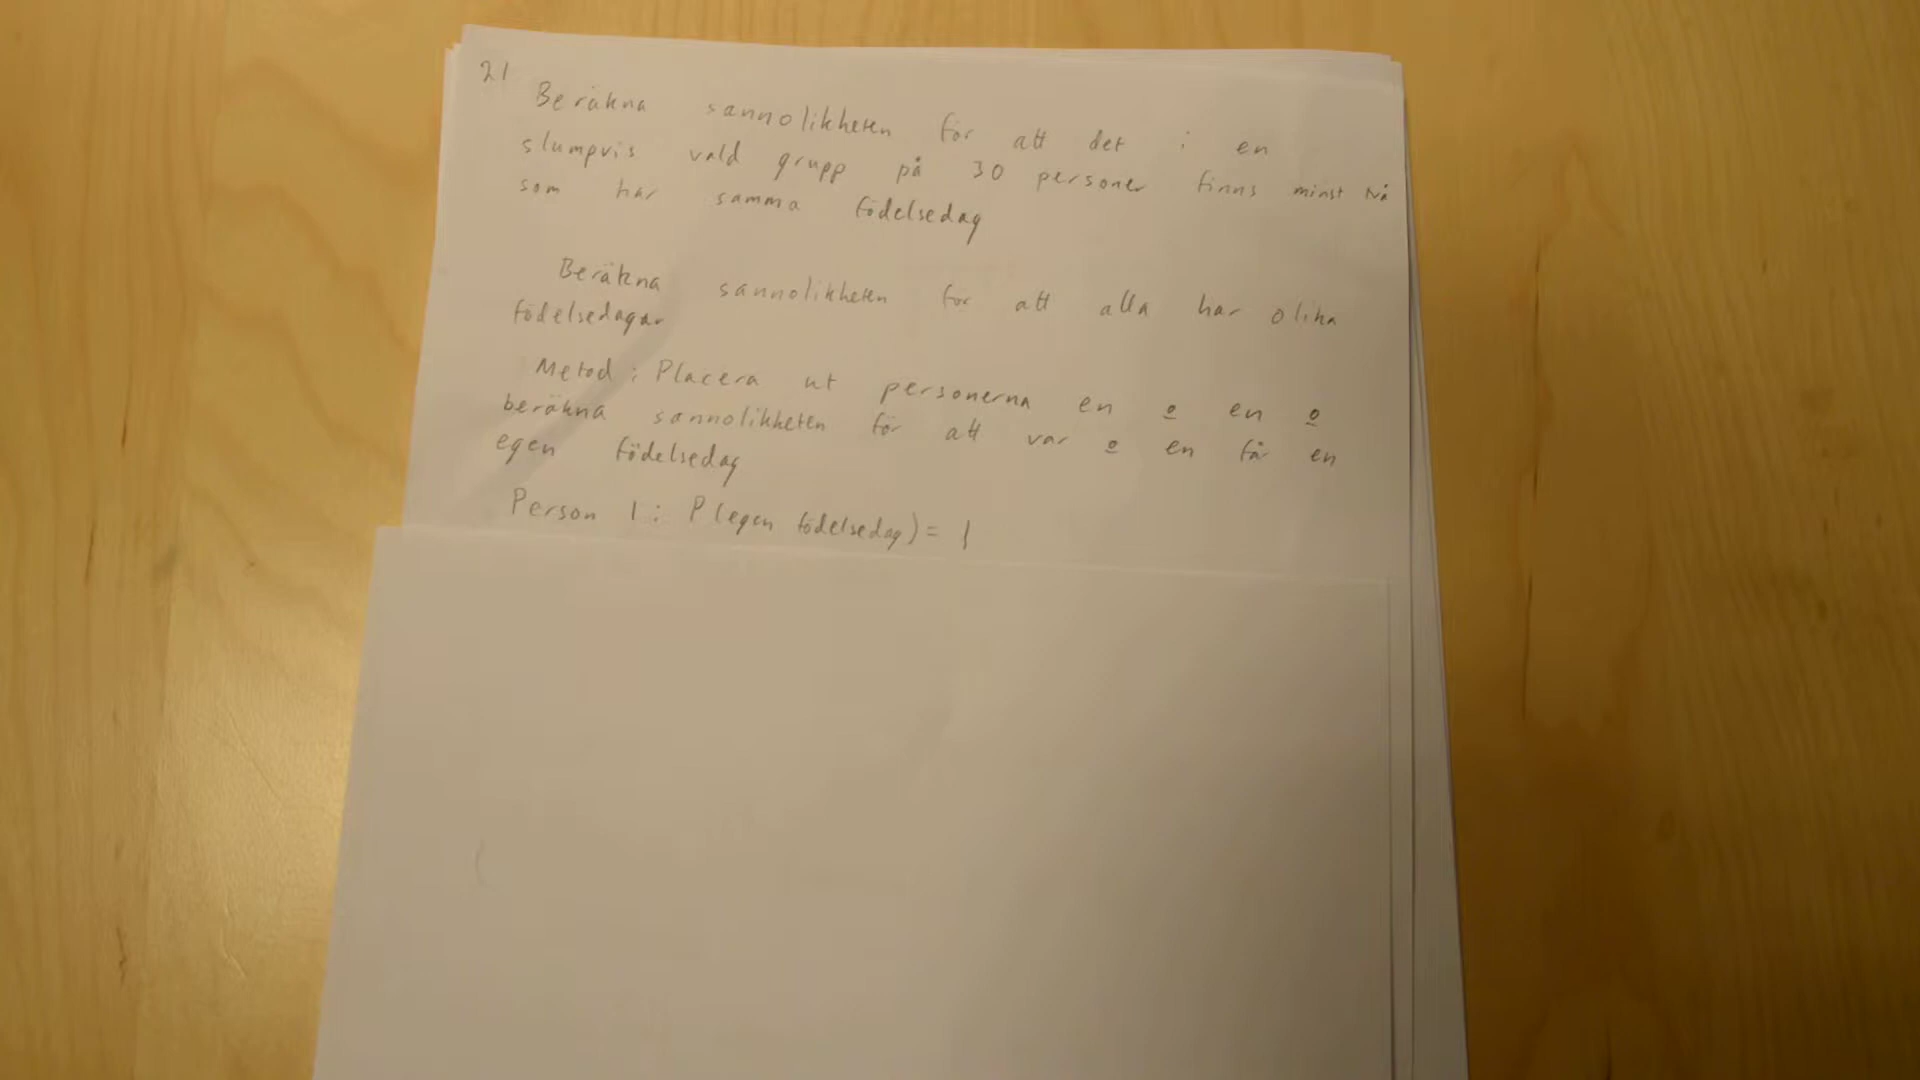 21
Beräkna sannolikheten för att det i en
slumpvis vald grupp på 30 personer finns minst två
som har samma födelsedag
Beräkna sannolikheten för att alla har olika
födelsedagar
Metod: Placera ut personerna en o en o
beräkna sannolikheten för att var o en får en
egen födelsedag
Person 1: P(egen födelsedag) = 1